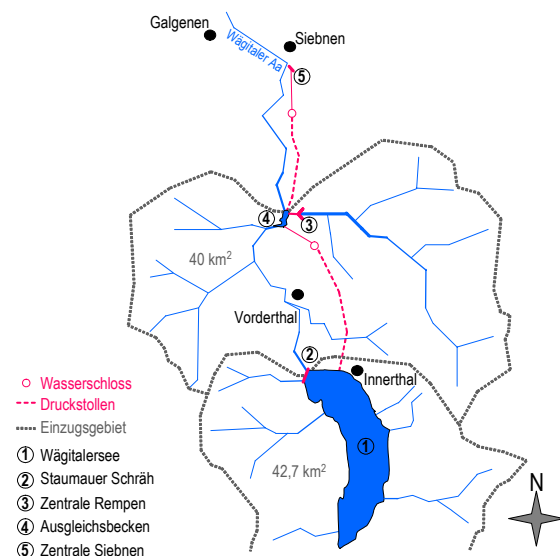 Galgenen
Siebnen
Wägitaler Aa
5
4
3
40 km²
Vorderthal
2
Innerthal
1
42,7 km²
Wasserschloss
Druckstollen
Einzugsgebiet
1 Wägitalersee
2 Staumauer Schräh
3 Zentrale Rempen
4 Ausgleichsbecken
5 Zentrale Siebnen
N